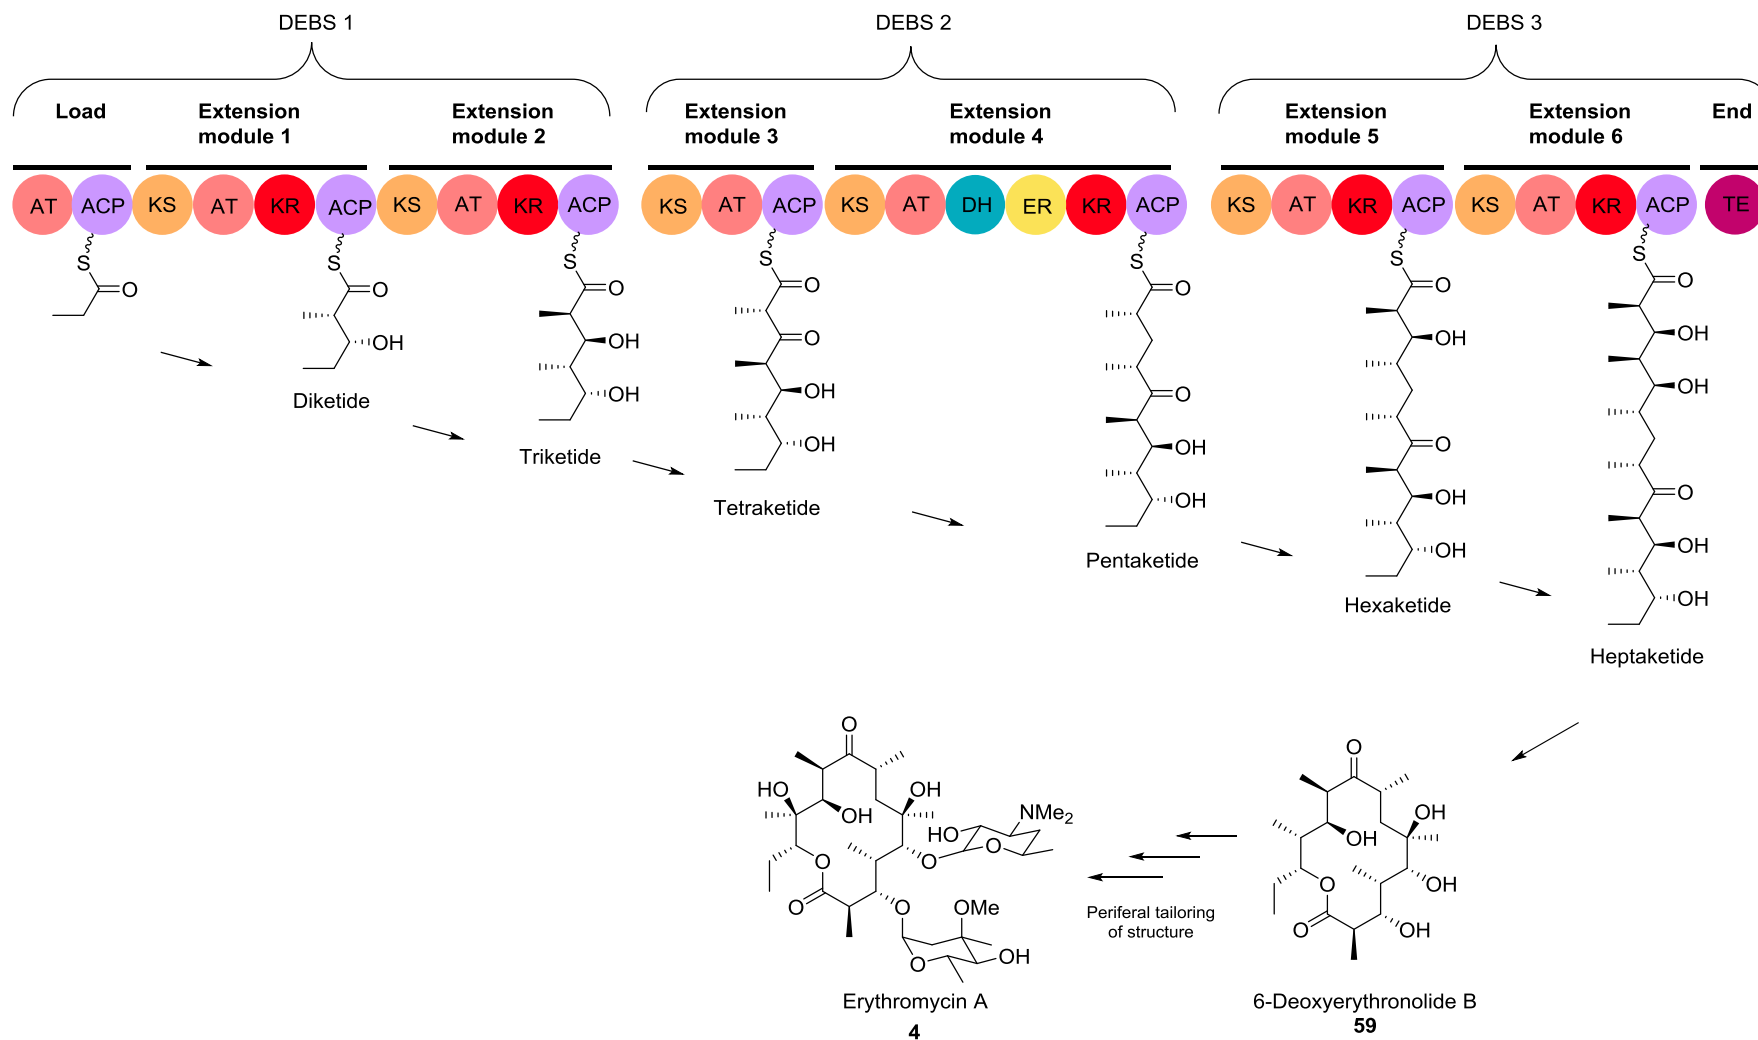 DEBS 1
DEBS 2
DEBS 3
Load
Extension
module 1
Extension
module 2
Extension
module 3
Extension
module 4
Extension
module 5
Extension
module 6
End
AT ACP KS AT KR ACP KS AT KR ACP KS AT ACP KS AT DH ER KR ACP KS AT KR ACP KS AT KR ACP TE
S
O
S
O
OH
Diketide
S
O
OH
OH
Triketide
S
O
O
OH
OH
Tetraketide
S
O
O
OH
OH
Pentaketide
S
O
OH
O
OH
OH
Hexaketide
S
O
OH
OH
O
OH
OH
Heptaketide
O
HO
OH
OH
NMe2
HO
O
O
O
O
O
OMe
O
OH
Erythromycin A
4
Periferal tailoring
of structure
O
OH
OH
O
OH
O
OH
6-Deoxyerythronolide B
59